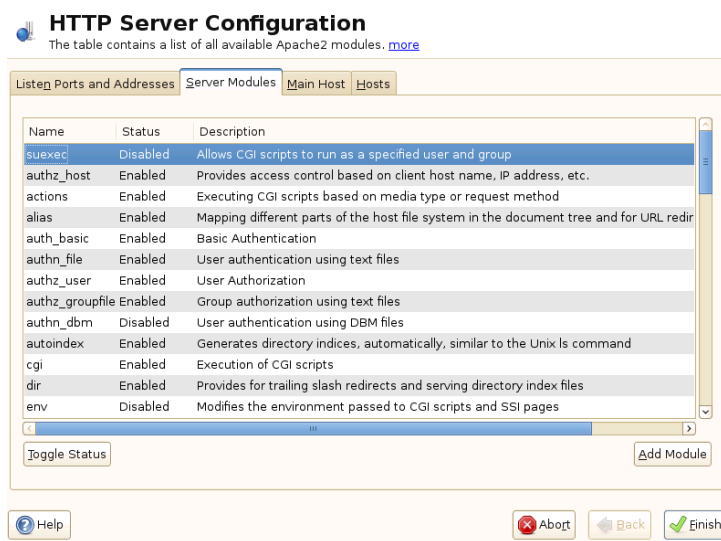 HTTP Server Configuration
The table contains a list of all available Apache2 modules. more
Listen Ports and Addresses Server Modules Main Host Hosts
Name Status Description
suexec Disabled Allows CGI scripts to run as a specified user and group
authz_host Enabled Provides access control based on client host name, IP address, etc.
actions Enabled Executing CGI scripts based on media type or request method
alias Enabled Mapping different parts of the host file system in the document tree and for URL redir
auth_basic Enabled Basic Authentication
authn_file Enabled User authentication using text files
authz_user Enabled User Authorization
authz_groupfile Enabled Group authorization using text files
authn_dbm Disabled User authentication using DBM files
autoindex Enabled Generates directory indices, automatically, similar to the Unix ls command
cgi Enabled Execution of CGI scripts
dir Enabled Provides for trailing slash redirects and serving directory index files
env Disabled Modifies the environment passed to CGI scripts and SSI pages
Toggle Status Add Module
Help Abort Back Finish